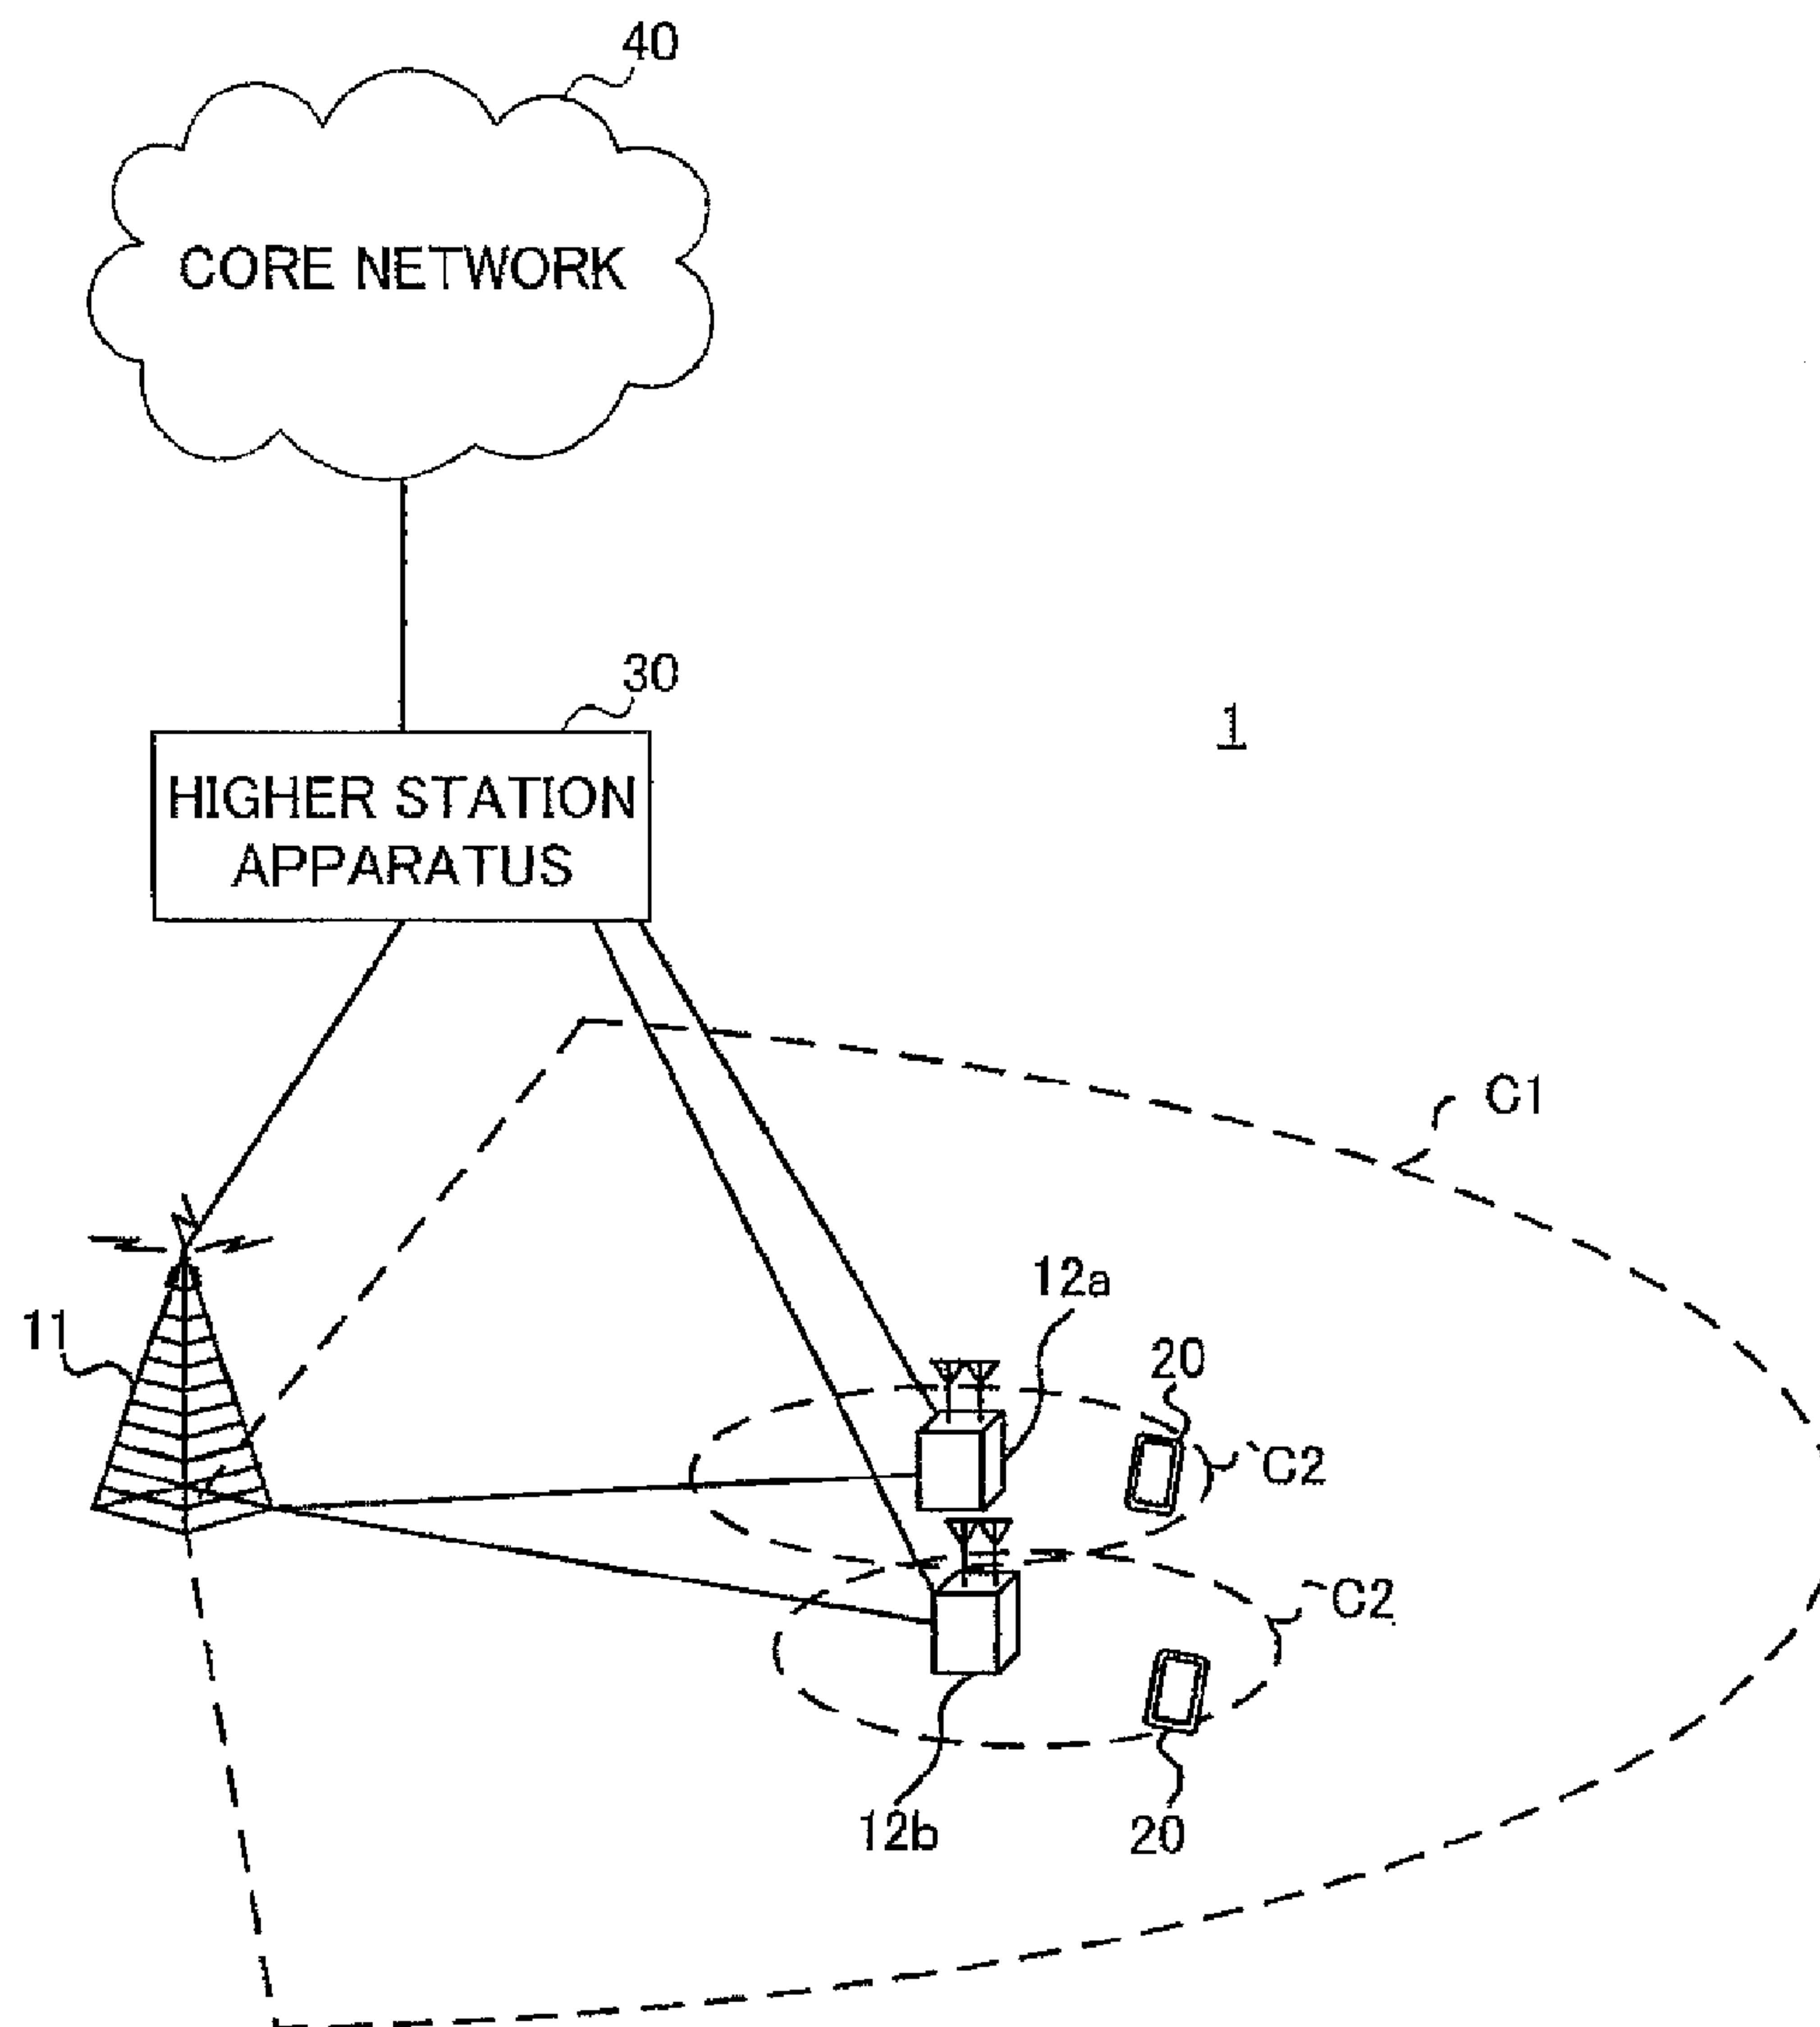 40
CORE NETWORK
30
1
HIGHER STATION
APPARATUS
C1
12a
11
20
C2
C2
12b
20